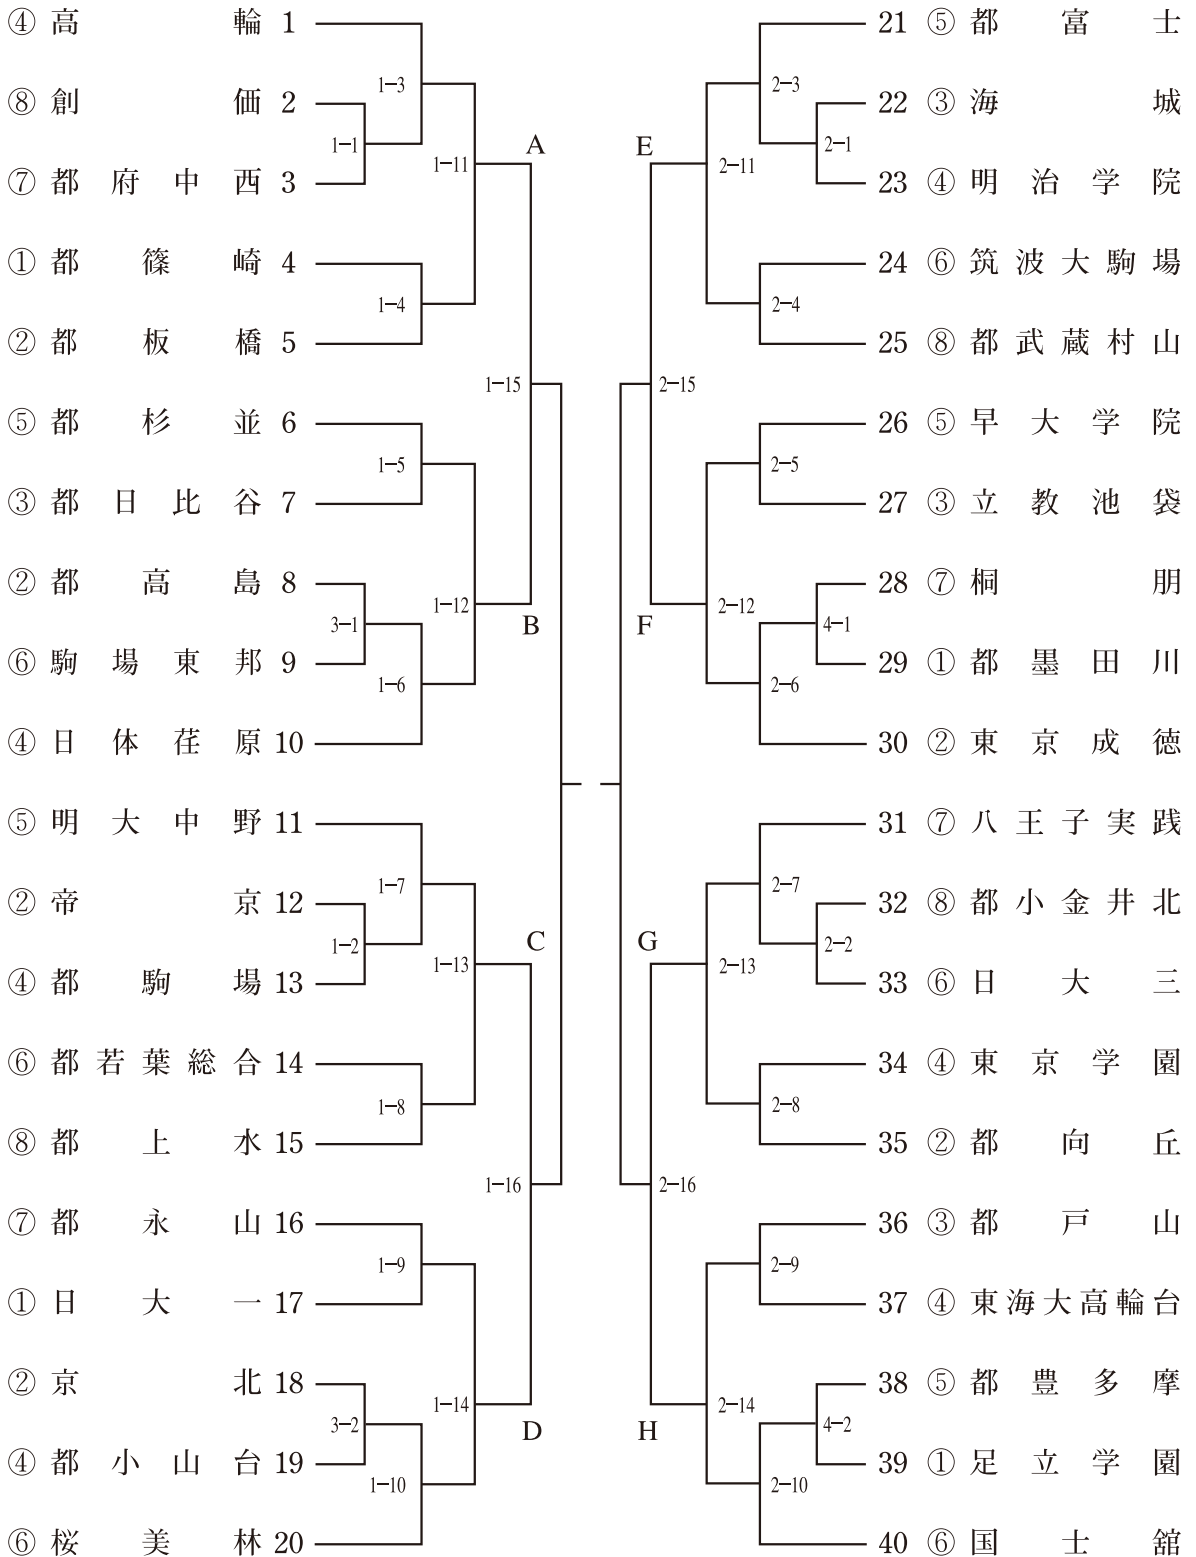 ④ 高輪 1
⑧ 創価 2
⑦ 都府中西 3
① 都篠崎 4
② 都板橋 5
⑤ 都杉並 6
③ 都日比谷 7
② 都高島 8
⑥ 駒場東邦 9
④ 日体荏原 10
⑤ 明大中野 11
② 帝京 12
④ 都駒場 13
⑥ 都若葉総合 14
⑧ 都上水 15
⑦ 都永山 16
① 日大一 17
② 京北 18
④ 都小山台 19
⑥ 桜美林 20
1-3
1-1
1-11
A
1-4
1-15
1-5
3-1
1-12
B
1-6
1-7
1-2
1-13
C
1-8
1-16
1-9
3-2
1-14
D
1-10
E
2-3
2-1
2-11
2-4
2-15
2-5
4-1
2-12
F
2-6
2-7
2-2
G
2-13
2-8
2-16
2-9
4-2
2-14
H
2-10
21 ⑤ 都富士
22 ③ 海城
23 ④ 明治学院
24 ⑥ 筑波大駒場
25 ⑧ 都武蔵村山
26 ⑤ 早大学院
27 ③ 立教池袋
28 ⑦ 桐朋
29 ① 都墨田川
30 ② 東京成徳
31 ⑦ 八王子実践
32 ⑧ 都小金井北
33 ⑥ 日大三
34 ④ 東京学園
35 ② 都向丘
36 ③ 都戸山
37 ④ 東海大高輪台
38 ⑤ 都豊多摩
39 ① 足立学園
40 ⑥ 国士舘